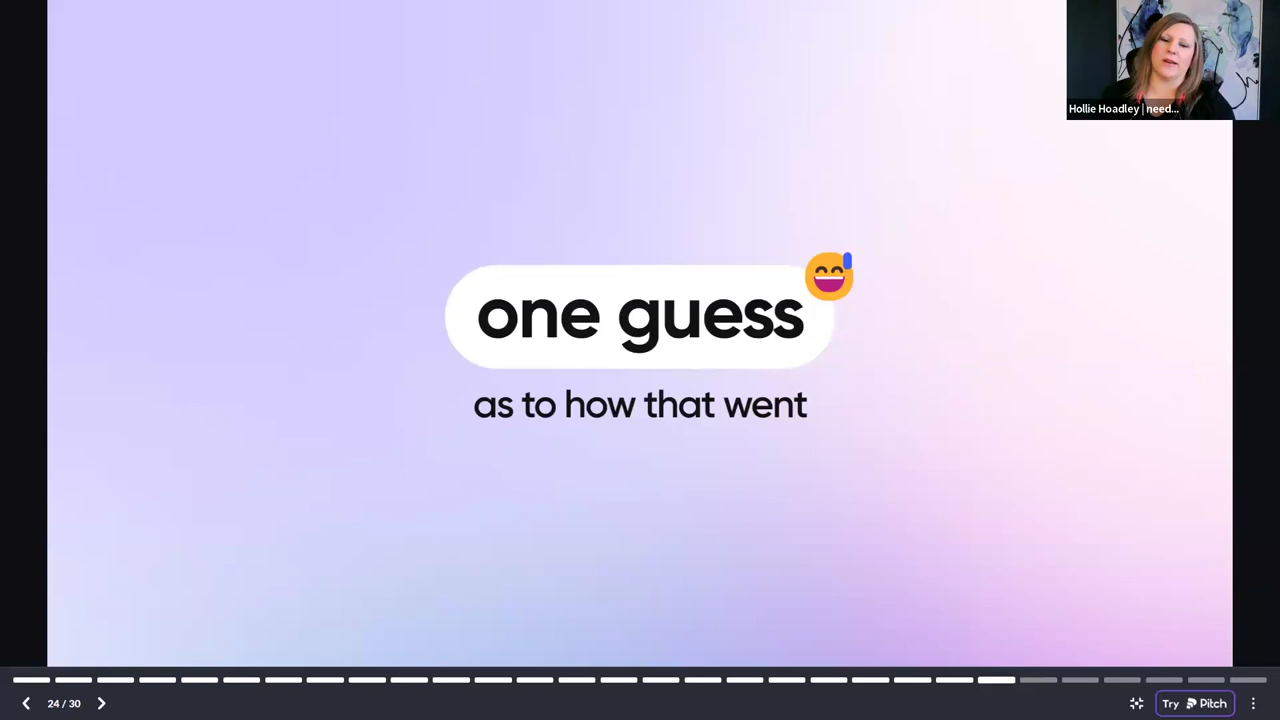 Hollie Hoadley | need...
one guess
as to how that went
24 / 30
Try Pitch